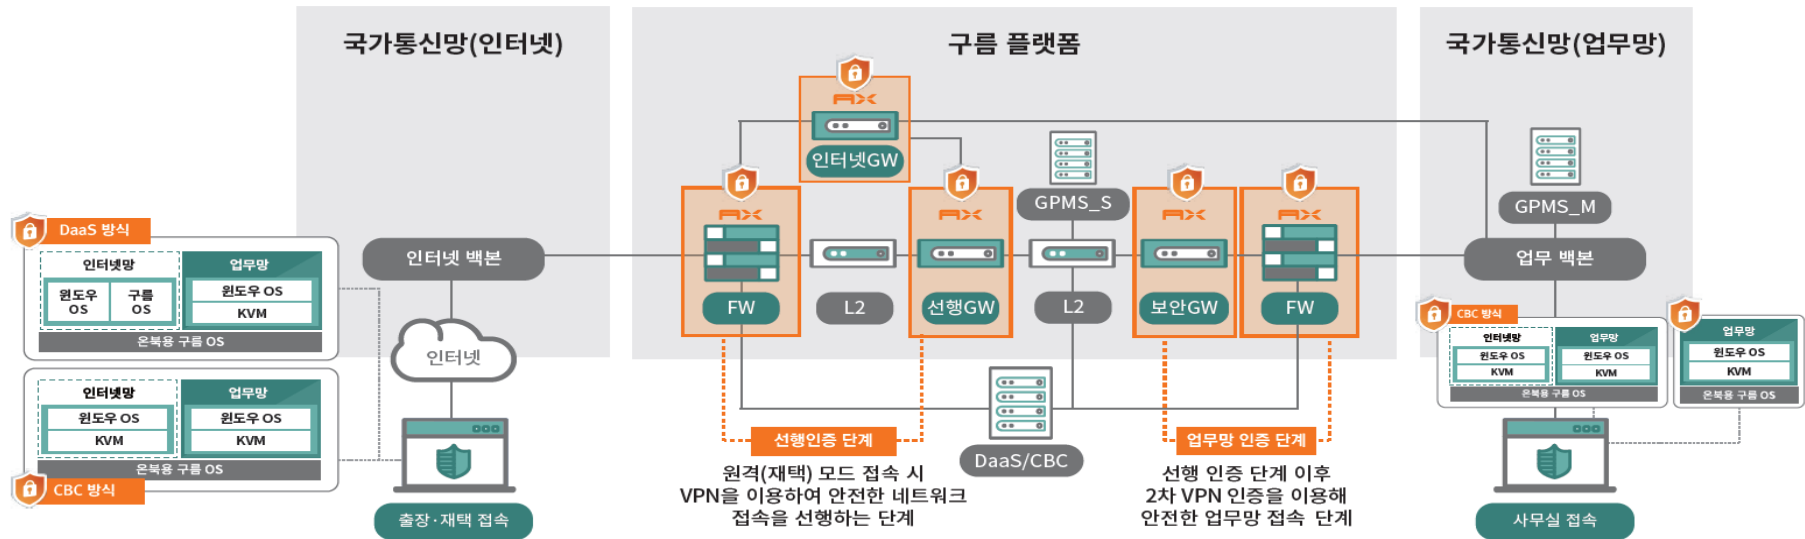 국가통신망(인터넷)
구름 플랫폼
국가통신망(업무망)
AX
인터넷GW
GPMS_S
GPMS_M
DaaS 방식
인터넷망
업무망
윈도우 OS
구름 OS
윈도우 OS
KVM
온북용 구름 OS
인터넷망
업무망
윈도우 OS
윈도우 OS
KVM
KVM
온북용 구름 OS
CBC 방식
인터넷 백본
인터넷
출장·재택 접속
AX
FW
L2
AX
선행GW
L2
AX
보안GW
AX
FW
DaaS/CBC
선행인증 단계
원격(재택) 모드 접속 시
VPN을 이용하여 안전한 네트워크
접속을 선행하는 단계
업무망 인증 단계
선행 인증 단계 이후
2차 VPN 인증을 이용해
안전한 업무망 접속 단계
업무 백본
CBC 방식
인터넷망
업무망
윈도우 OS
윈도우 OS
KVM
KVM
온북용 구름 OS
업무망
윈도우 OS
KVM
온북용 구름 OS
사무실 접속